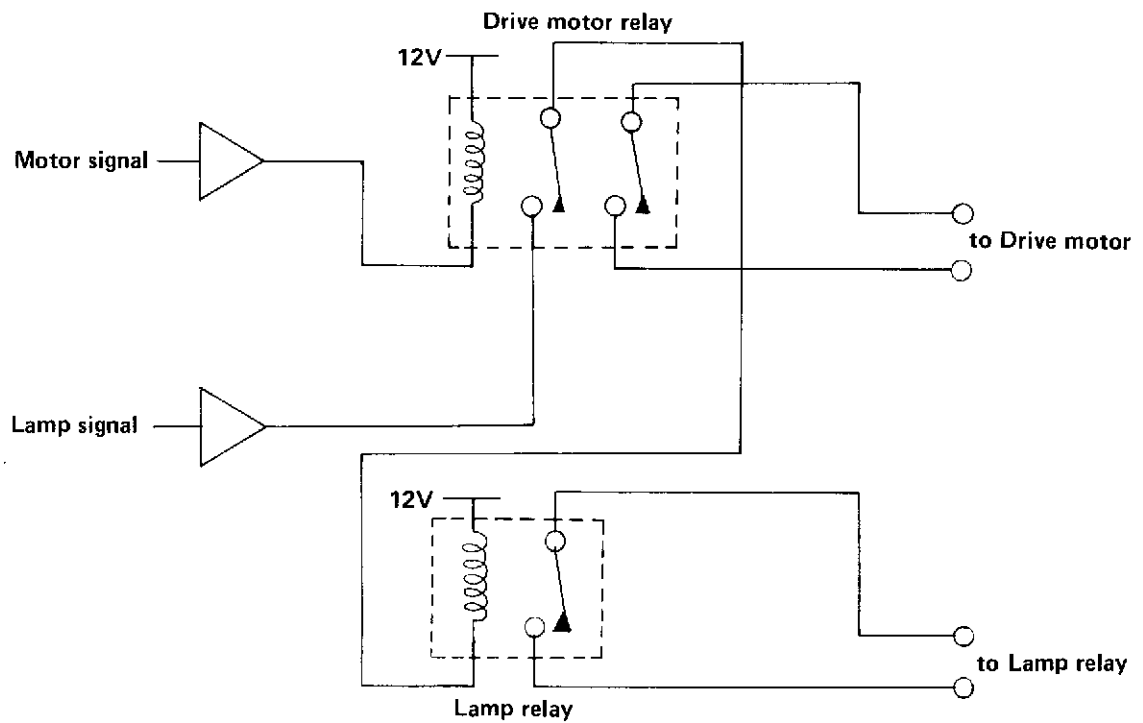 Drive motor relay
12V
Motor signal
to Drive motor
Lamp signal
12V
to Lamp relay
Lamp relay